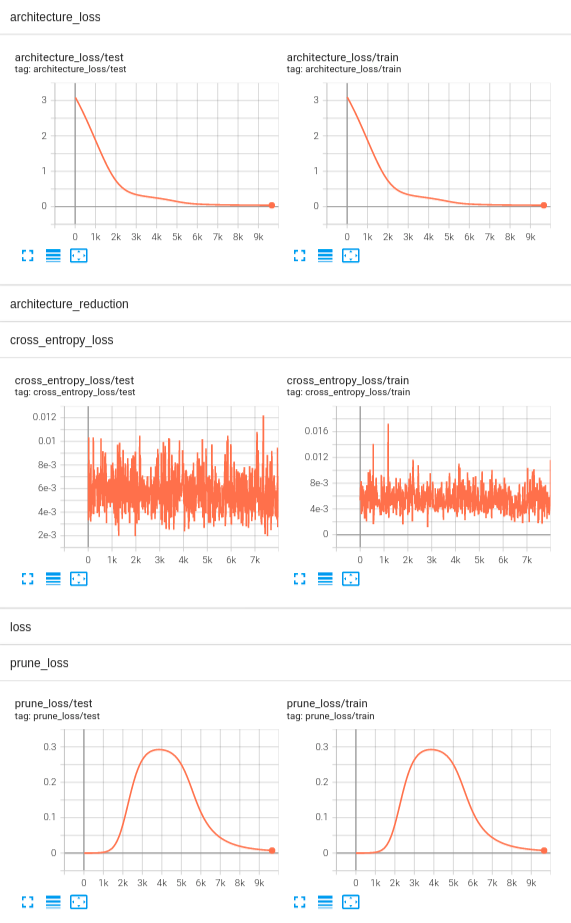 architecture_loss
architecture_loss/test
tag: architecture_loss/test
3
2
1
0
0 1k 2k 3k 4k 5k 6k 7k 8k 9k
architecture_loss/train
tag: architecture_loss/train
3
2
1
0
0 1k 2k 3k 4k 5k 6k 7k 8k 9k
architecture_reduction
cross_entropy_loss
cross_entropy_loss/test
tag: cross_entropy_loss/test
0.012
0.01
8e-3
6e-3
4e-3
2e-3
0 1k 2k 3k 4k 5k 6k 7k
cross_entropy_loss/train
tag: cross_entropy_loss/train
0.016
0.012
8e-3
4e-3
0
0 1k 2k 3k 4k 5k 6k 7k
loss
prune_loss
prune_loss/test
tag: prune_loss/test
0.3
0.2
0.1
0
0 1k 2k 3k 4k 5k 6k 7k 8k 9k
prune_loss/train
tag: prune_loss/train
0.3
0.2
0.1
0
0 1k 2k 3k 4k 5k 6k 7k 8k 9k